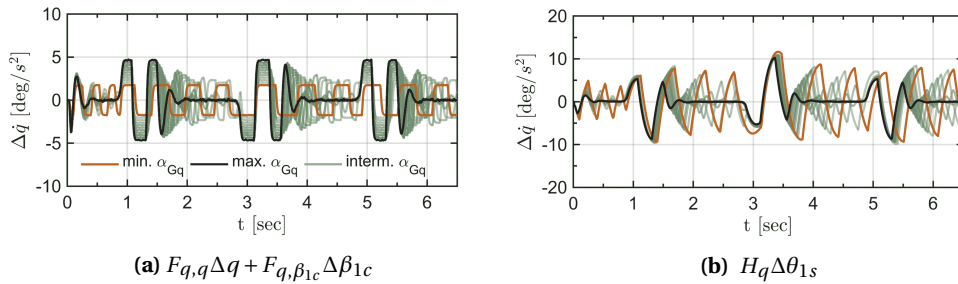 10
5
0
-5
-10
Δq̇ [deg/s²]
min. α_Gq max. α_Gq interm. α_Gq
0 1 2 3 4 5 6
t [sec]
(a) F_{q,q}Δq + F_{q,β_{1c}}Δβ_{1c}
20
10
0
-10
-20
Δq̇ [deg/s²]
0 1 2 3 4 5 6
t [sec]
(b) H_qΔθ_{1s}